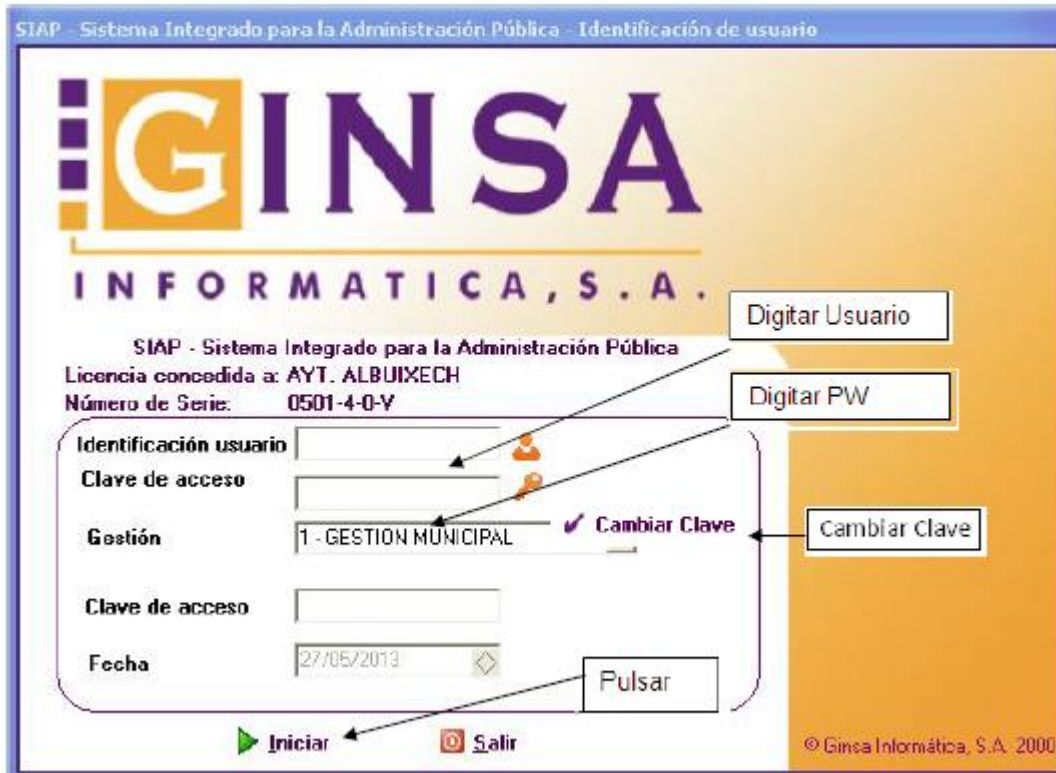 SIAP - Sistema Integrado para la Administración Pública - Identificación de usuario
GINSA
INFORMATICA, S.A.
Digitar Usuario
SIAP - Sistema Integrado para la Administración Pública
Licencia concedida a: AYT. ALBUIXECH
Digitar PW
Número de Serie: 0501-4-0-V
Identificación usuario
Clave de acceso
Gestión 1 - GESTION MUNICIPAL Cambiar Clave Cambiar Clave
Clave de acceso
Fecha 27/05/2013
Pulsar
Iniciar Salir
© Ginsa Informática, S.A. 2000